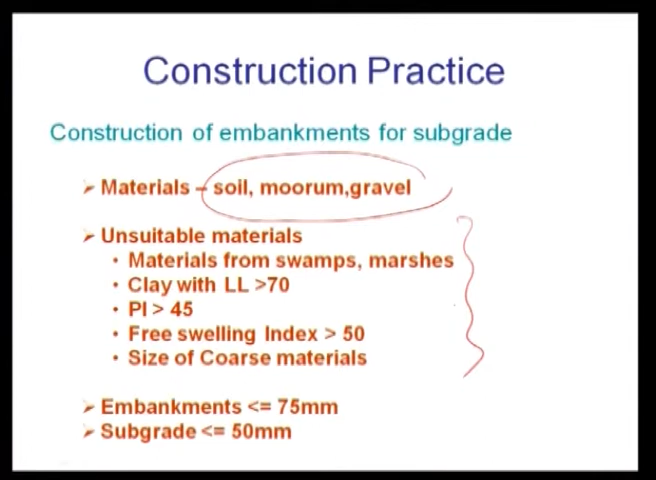 Construction Practice
Construction of embankments for subgrade
➢ Materials – soil, moorum,gravel
➢ Unsuitable materials
• Materials from swamps, marshes
• Clay with LL >70
• PI > 45
• Free swelling Index > 50
• Size of Coarse materials
➢ Embankments <= 75mm
➢ Subgrade <= 50mm